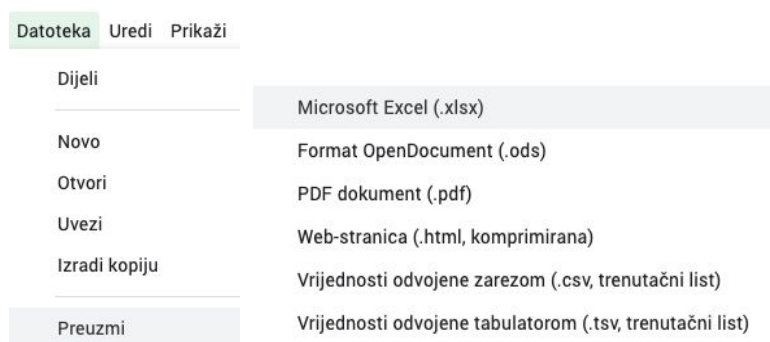 Datoteka Uredi Prikaži
Dijeli
Novo
Otvori
Uvezi
Izradi kopiju
Preuzmi
Microsoft Excel (.xlsx)
Format OpenDocument (.ods)
PDF dokument (.pdf)
Web-stranica (.html, komprimirana)
Vrijednosti odvojene zarezom (.csv, trenutačni list)
Vrijednosti odvojene tabulatorom (.tsv, trenutačni list)